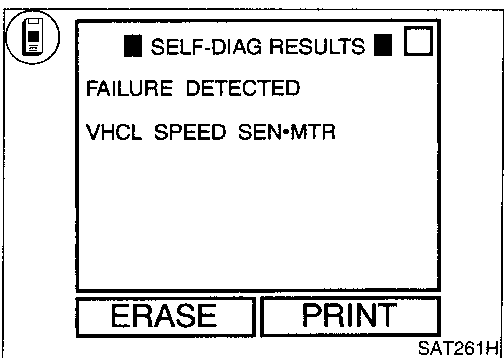 SELF-DIAG RESULTS
FAILURE DETECTED
VHCL SPEED SEN•MTR
ERASE PRINT
SAT261H